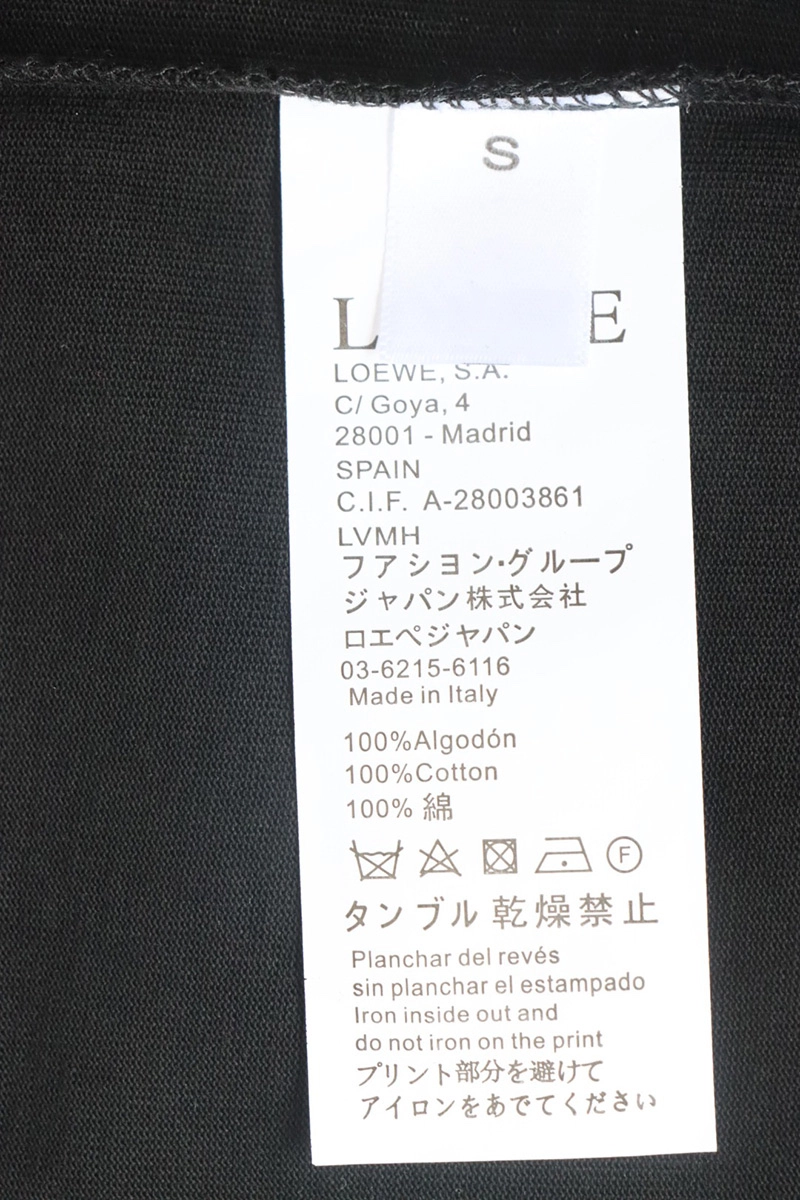 S
L E
LOEWE, S.A.
C/ Goya, 4
28001 - Madrid
SPAIN
C.I.F. A-28003861
LVMH
フアシヨン·グループ
ジャパン株式会社
ロエペジヤパン
03-6215-6116
Made in Italy
100%Algodón
100%Cotton
100% 綿
F
タンブル乾燥禁止
Planchar del revés
sin planchar el estampado
Iron inside out and
do not iron on the print
プリント部分を避けて
アイロンをあでてください